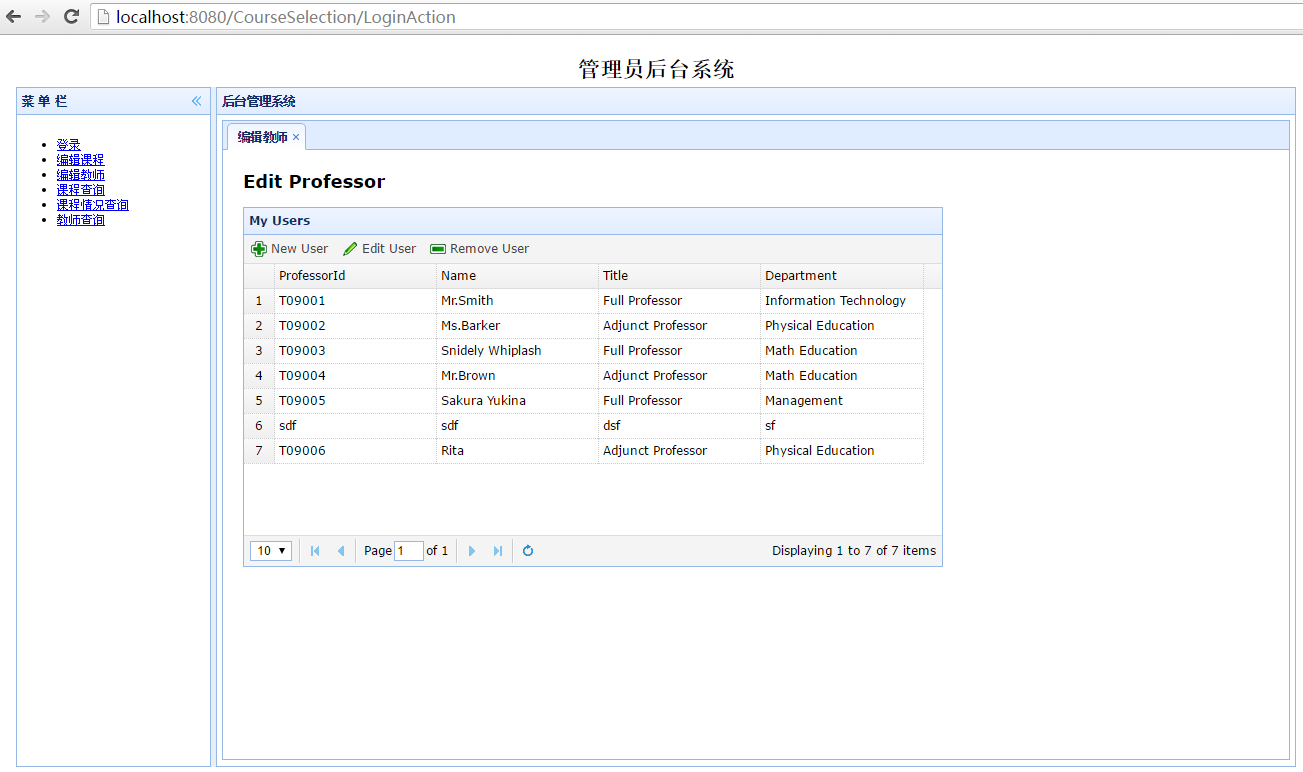 localhost:8080/CourseSelection/LoginAction
管理员后台系统
菜单栏
登录
编辑课程
编辑教师
课程查询
课程情况查询
教师查询
后台管理系统
编辑教师
Edit Professor
My Users
New User Edit User Remove User
ProfessorId Name Title Department
1 T09001 Mr.Smith Full Professor Information Technology
2 T09002 Ms.Barker Adjunct Professor Physical Education
3 T09003 Snidely Whiplash Full Professor Math Education
4 T09004 Mr.Brown Adjunct Professor Math Education
5 T09005 Sakura Yukina Full Professor Management
6 sdf sdf dsf sf
7 T09006 Rita Adjunct Professor Physical Education
10 Page 1 of 1 Displaying 1 to 7 of 7 items